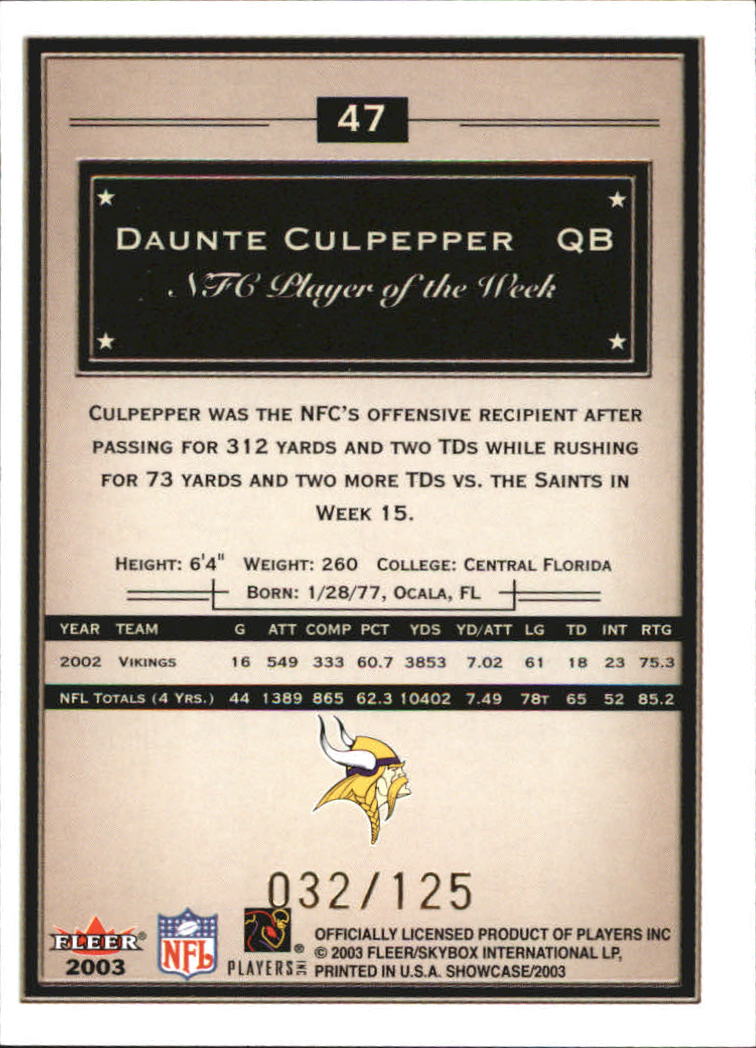 47
DAUNTE CULPEPPER QB
NFC Player of the Week
CULPEPPER WAS THE NFC'S OFFENSIVE RECIPIENT AFTER
PASSING FOR 312 YARDS AND TWO TDS WHILE RUSHING
FOR 73 YARDS AND TWO MORE TDS VS. THE SAINTS IN
WEEK 15.
HEIGHT: 6'4" WEIGHT: 260 COLLEGE: CENTRAL FLORIDA
BORN: 1/28/77, OCALA, FL
YEAR TEAM G ATT COMP PCT YDS YD/ATT LG TD INT RTG
2002 VIKINGS 16 549 333 60.7 3853 7.02 61 18 23 75.3
NFL TOTALS (4 YRS.) 44 1389 865 62.3 10402 7.49 78T 65 52 85.2
032/125
FLEER®
2003
NFL
®
PLAYERS INC
OFFICIALLY LICENSED PRODUCT OF PLAYERS INC
© 2003 FLEER/SKYBOX INTERNATIONAL LP,
PRINTED IN U.S.A. SHOWCASE/2003